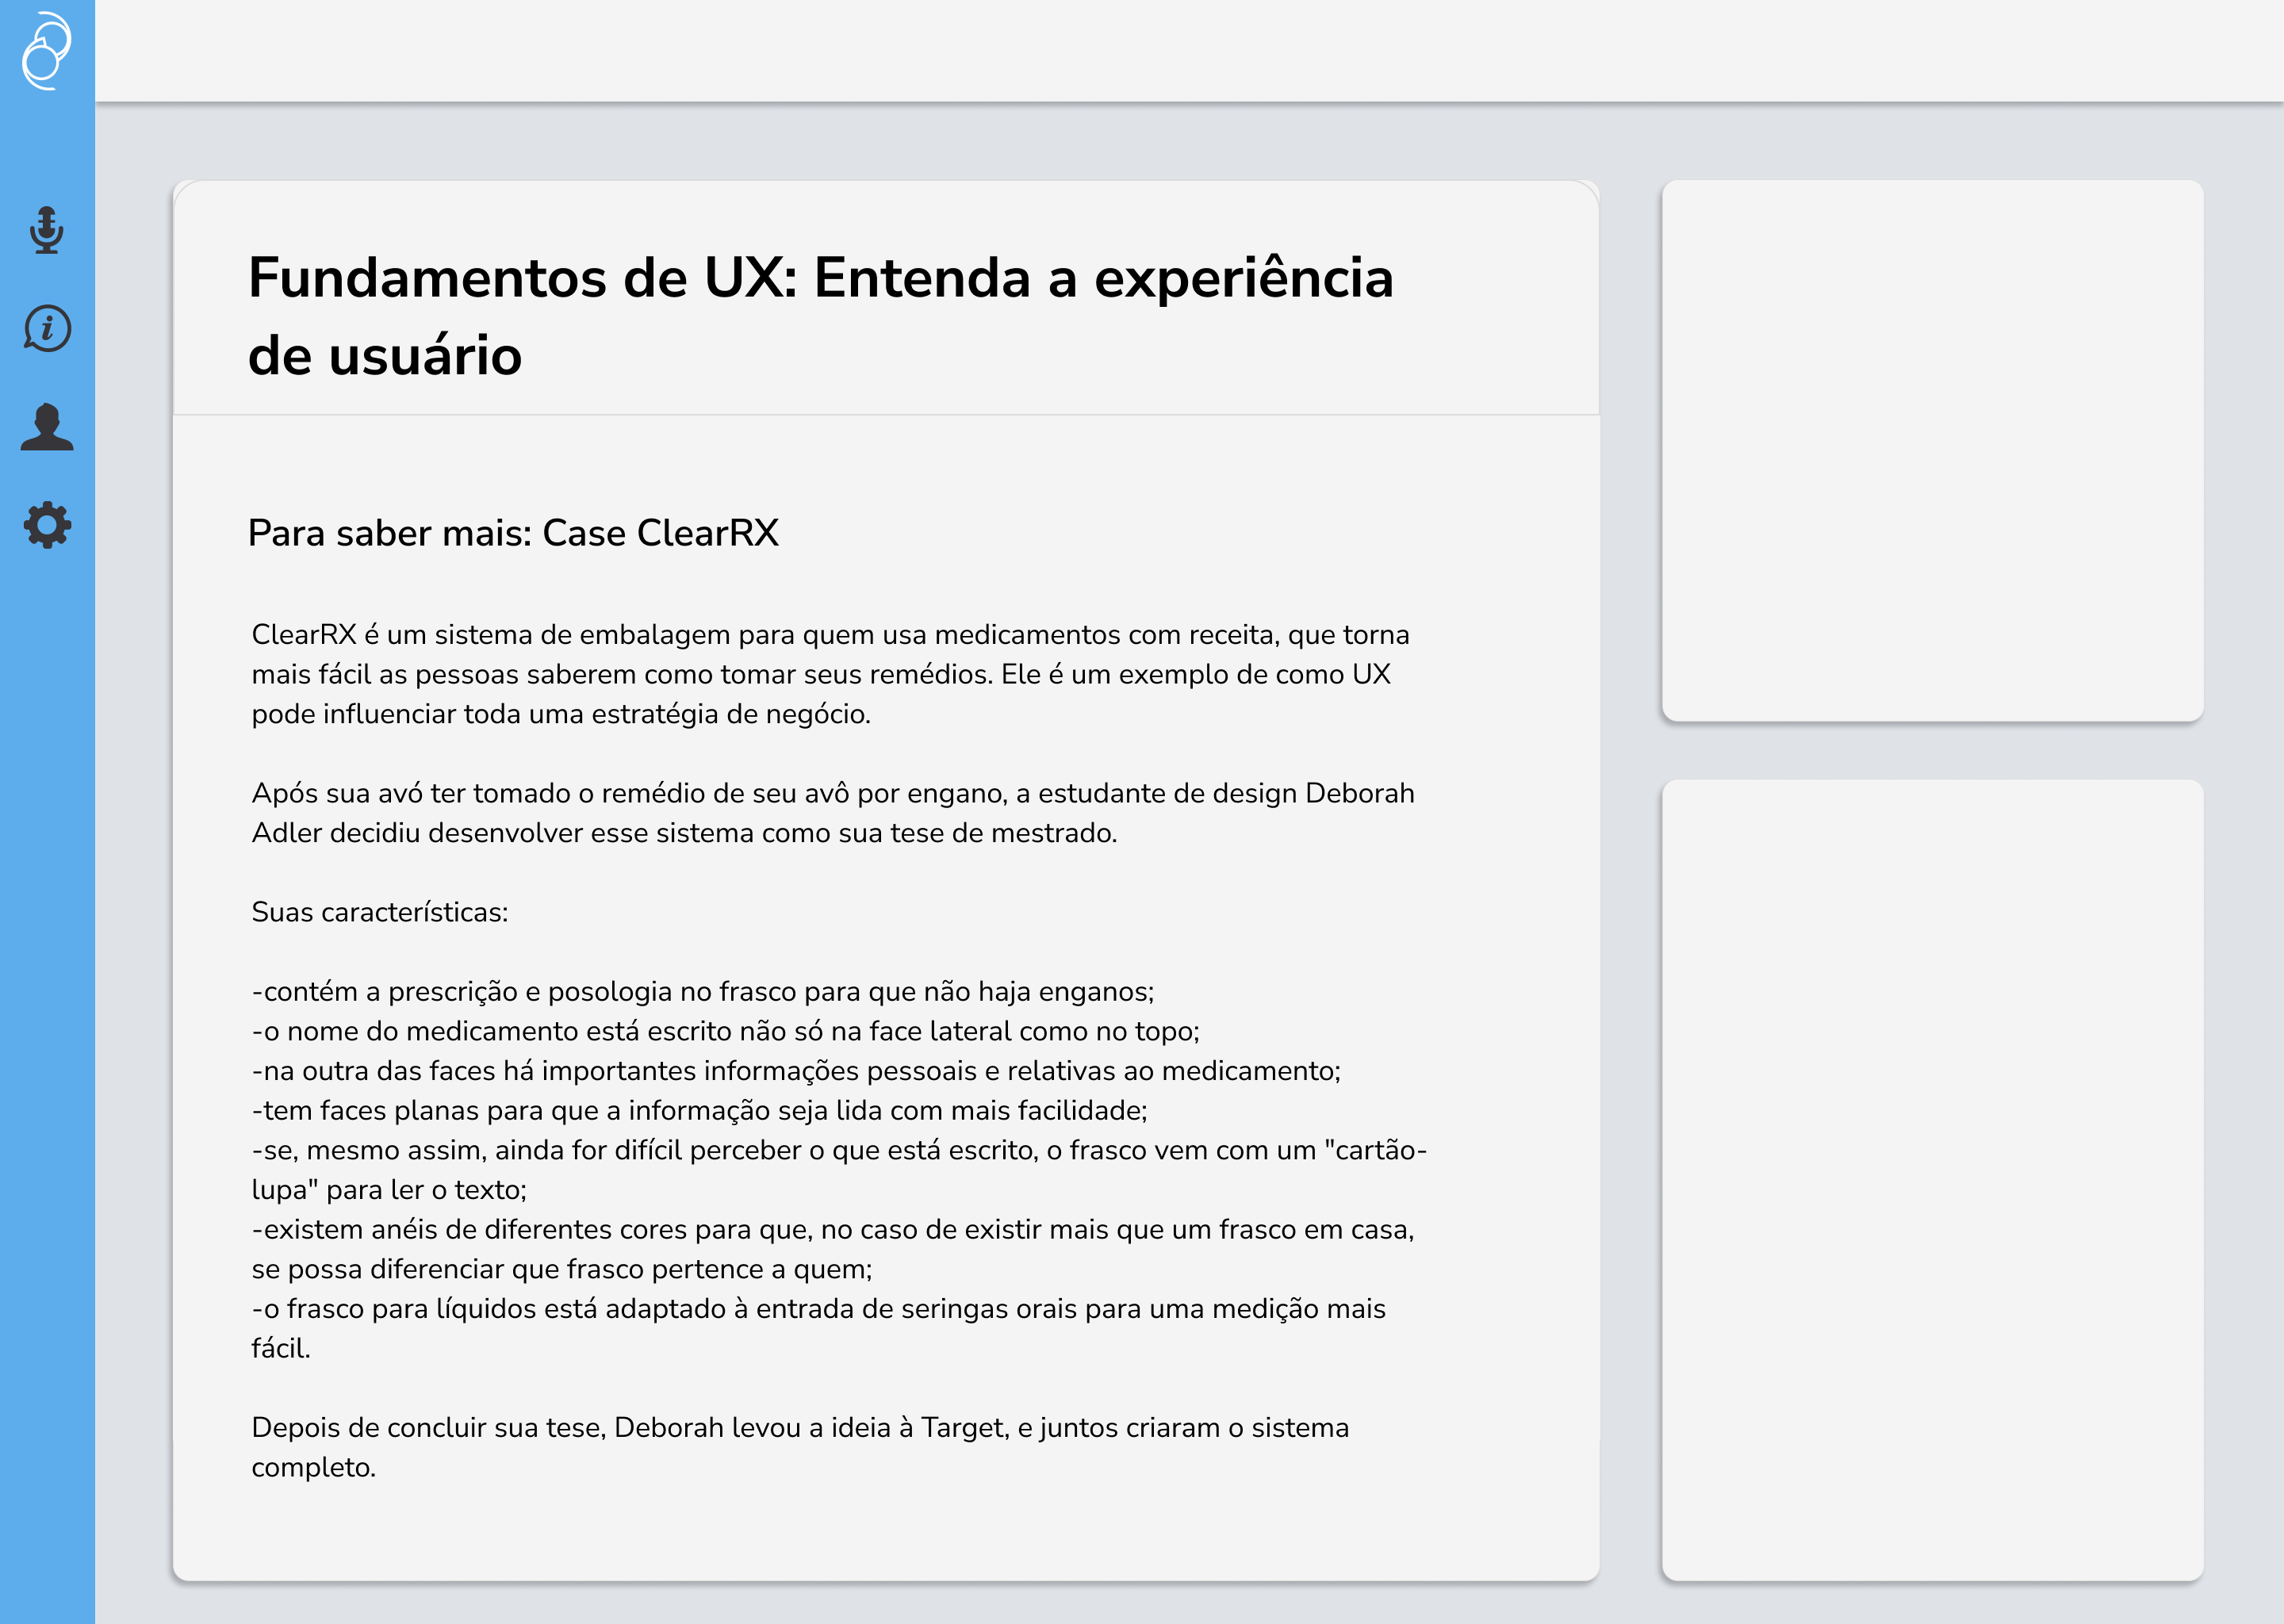 Fundamentos de UX: Entenda a experiência
de usuário
Para saber mais: Case ClearRX
ClearRX é um sistema de embalagem para quem usa medicamentos com receita, que torna
mais fácil as pessoas saberem como tomar seus remédios. Ele é um exemplo de como UX
pode influenciar toda uma estratégia de negócio.
Após sua avó ter tomado o remédio de seu avô por engano, a estudante de design Deborah
Adler decidiu desenvolver esse sistema como sua tese de mestrado.
Suas características:
-contém a prescrição e posologia no frasco para que não haja enganos;
-o nome do medicamento está escrito não só na face lateral como no topo;
-na outra das faces há importantes informações pessoais e relativas ao medicamento;
-tem faces planas para que a informação seja lida com mais facilidade;
-se, mesmo assim, ainda for difícil perceber o que está escrito, o frasco vem com um "cartão-
lupa" para ler o texto;
-existem anéis de diferentes cores para que, no caso de existir mais que um frasco em casa,
se possa diferenciar que frasco pertence a quem;
-o frasco para líquidos está adaptado à entrada de seringas orais para uma medição mais
fácil.
Depois de concluir sua tese, Deborah levou a ideia à Target, e juntos criaram o sistema
completo.